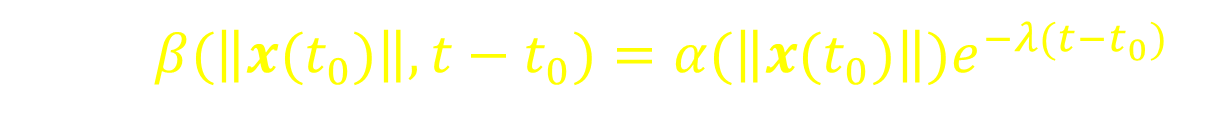 β(‖𝒙(t₀)‖, t − t₀) = α(‖𝒙(t₀)‖)e^{−λ(t−t₀)}